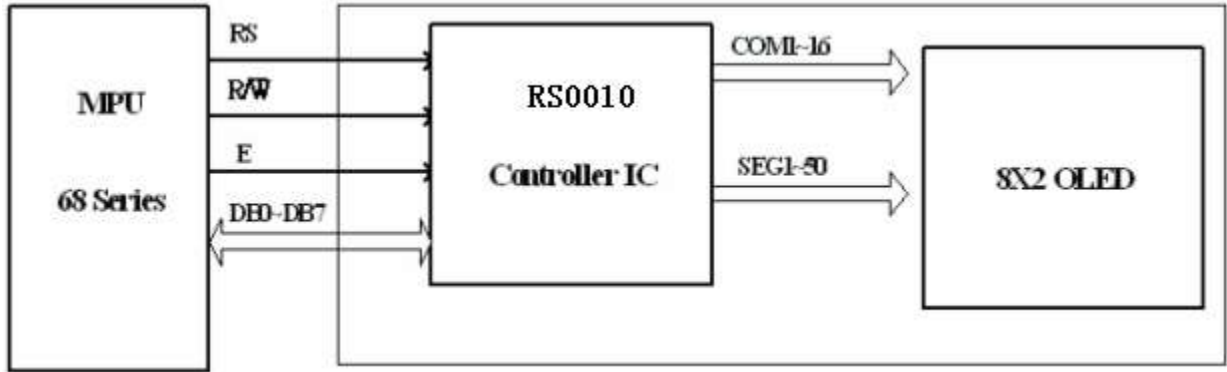 RS
COM1~16
R/W
MPU
RS0010
E
Controller IC
SEG1~50
8X2 OLED
68 Series
DB0~DB7